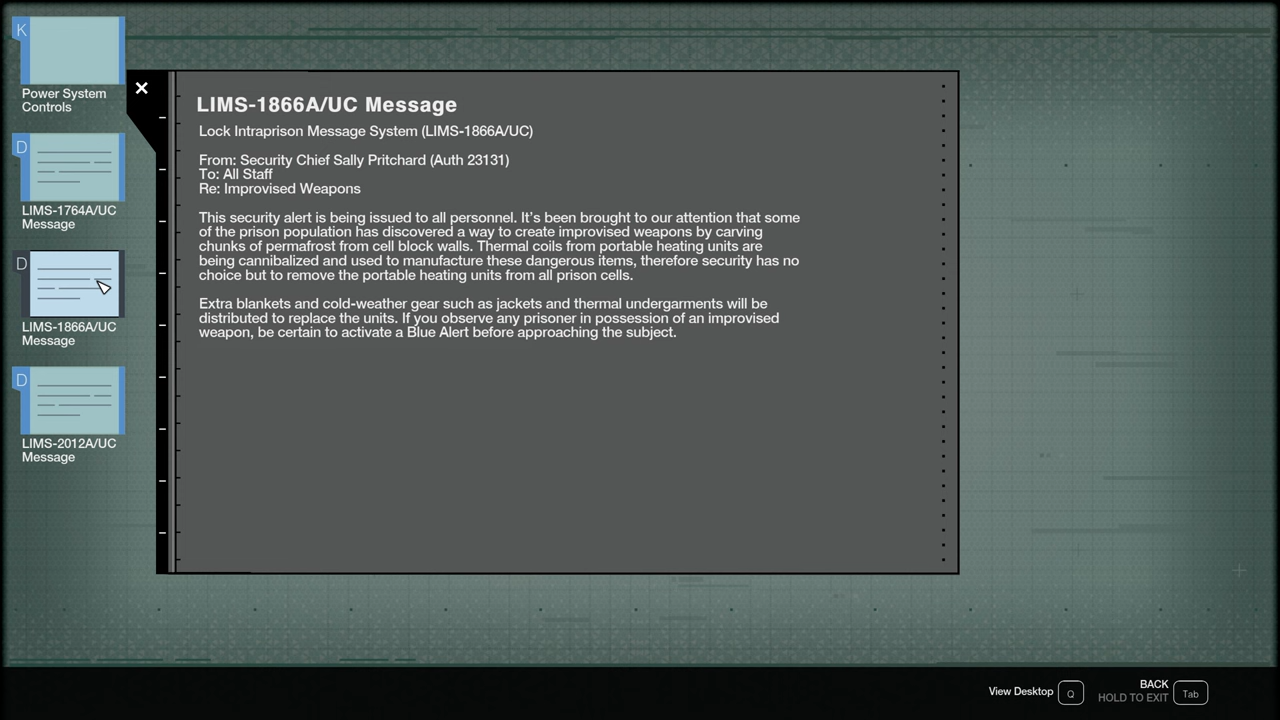 K
Power System
Controls
D
LIMS-1764A/UC
Message
D
LIMS-1866A/UC
Message
D
LIMS-2012A/UC
Message
LIMS-1866A/UC Message
Lock Intraprison Message System (LIMS-1866A/UC)
From: Security Chief Sally Pritchard (Auth 23131)
To: All Staff
Re: Improvised Weapons
This security alert is being issued to all personnel. It's been brought to our attention that some
of the prison population has discovered a way to create improvised weapons by carving
chunks of permafrost from cell block walls. Thermal coils from portable heating units are
being cannibalized and used to manufacture these dangerous items, therefore security has no
choice but to remove the portable heating units from all prison cells.
Extra blankets and cold-weather gear such as jackets and thermal undergarments will be
distributed to replace the units. If you observe any prisoner in possession of an improvised
weapon, be certain to activate a Blue Alert before approaching the subject.
View Desktop Q
BACK
HOLD TO EXIT Tab